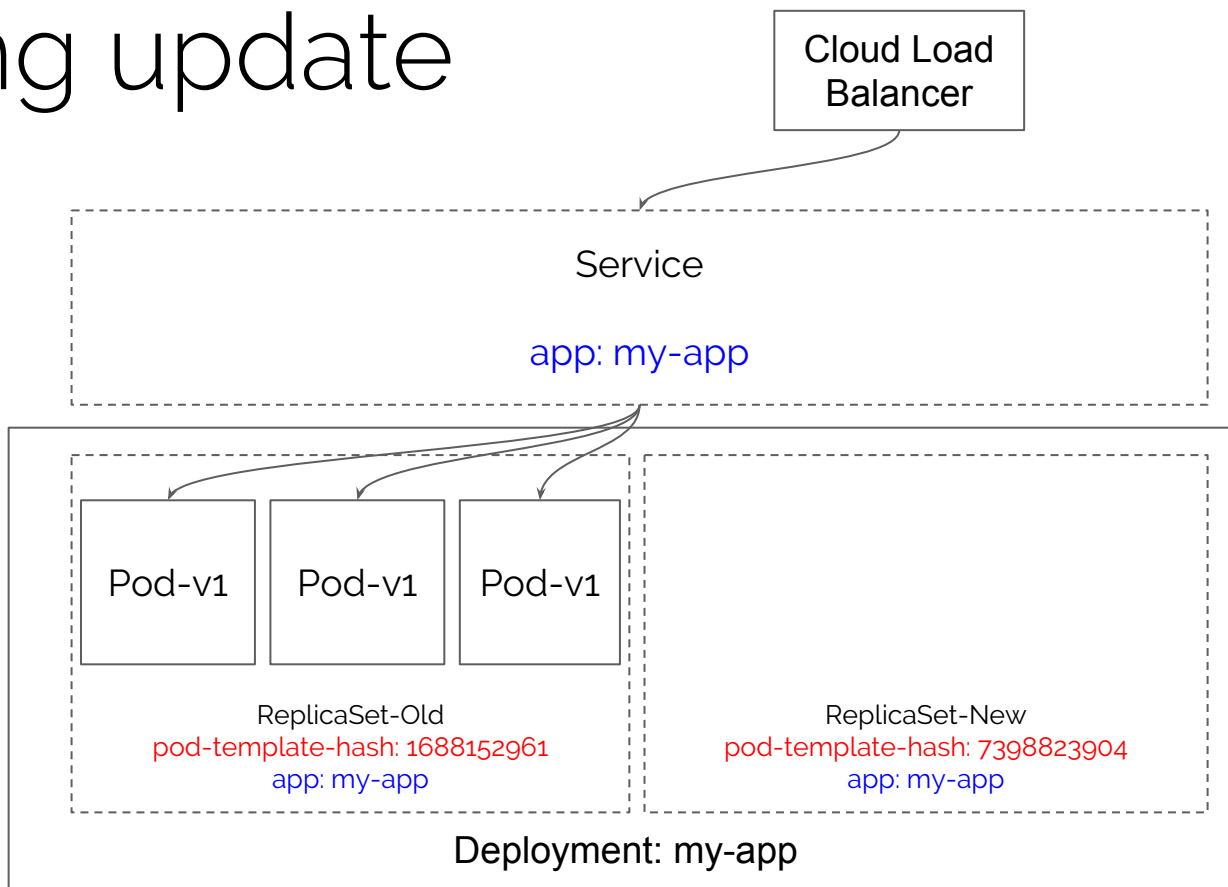 ng update
Cloud Load
Balancer
Service
app: my-app
Pod-v1
Pod-v1
Pod-v1
ReplicaSet-Old
pod-template-hash: 1688152961
app: my-app
ReplicaSet-New
pod-template-hash: 7398823904
app: my-app
Deployment: my-app